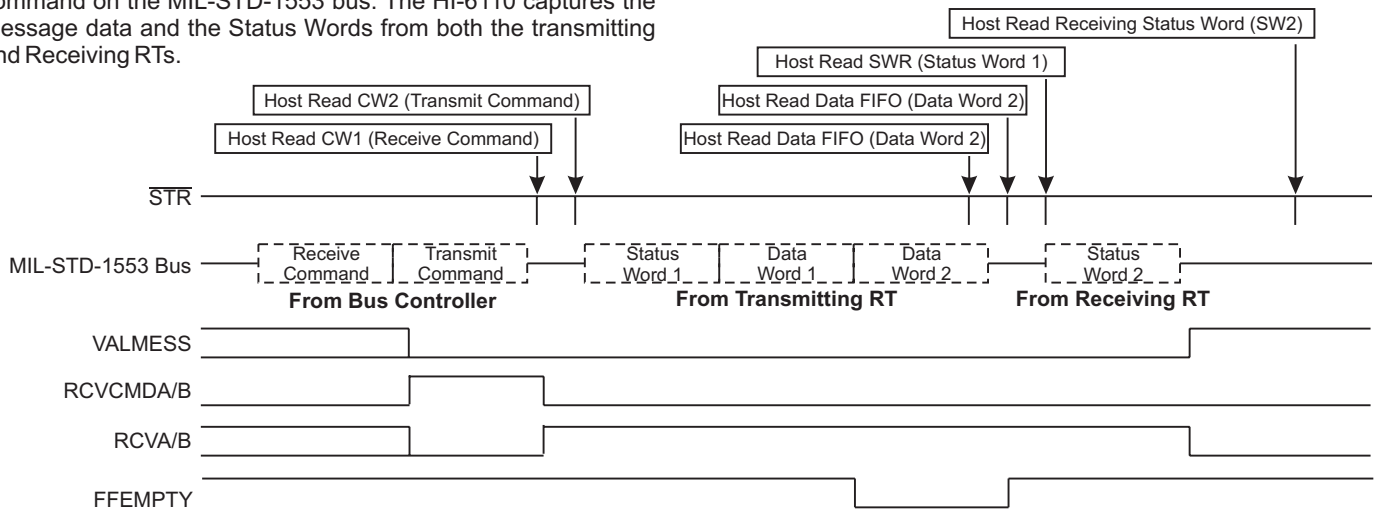 command on the MIL-STD-1553 bus. The HI-6110 captures the
message data and the Status Words from both the transmitting
and Receiving RTs.
Host Read Receiving Status Word (SW2)
Host Read SWR (Status Word 1)
Host Read CW2 (Transmit Command)
Host Read Data FIFO (Data Word 2)
Host Read CW1 (Receive Command)
Host Read Data FIFO (Data Word 2)
STR
MIL-STD-1553 Bus
Receive
Command
Transmit
Command
Status
Word 1
Data
Word 1
Data
Word 2
Status
Word 2
From Bus Controller
From Transmitting RT
From Receiving RT
VALMESS
RCVCMDA/B
RCVA/B
FFEMPTY